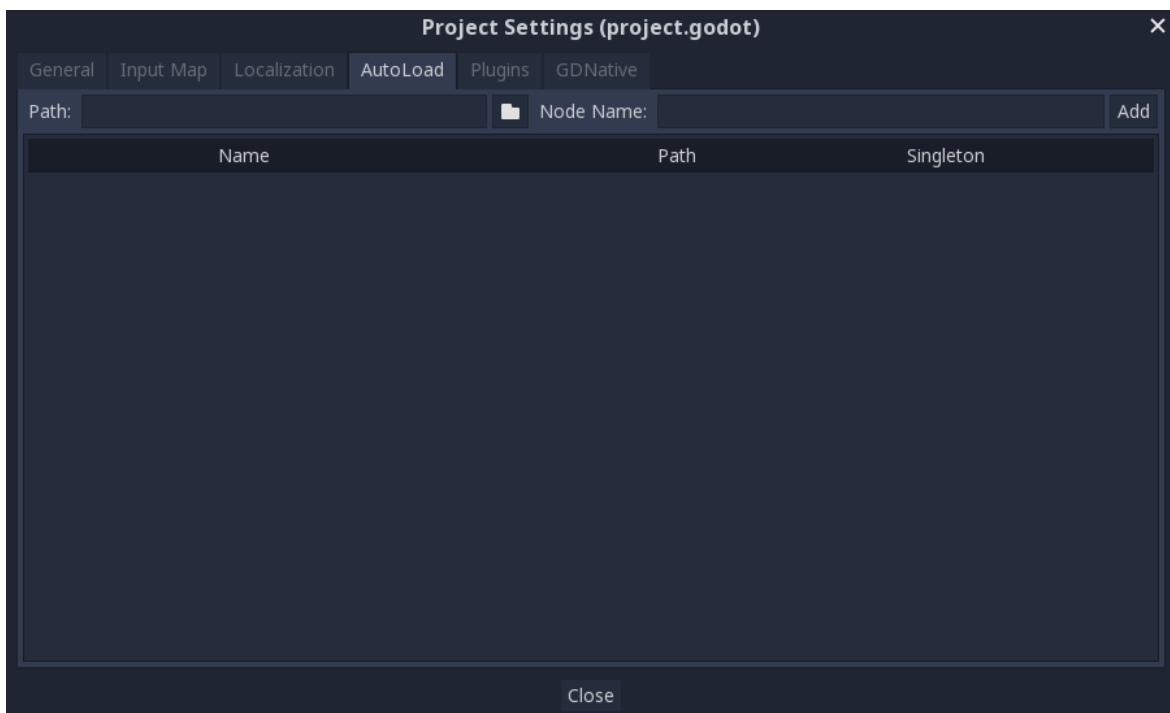 Project Settings (project.godot)
General Input Map Localization AutoLoad Plugins GDNative
Path: Node Name: Add
Name Path Singleton
Close